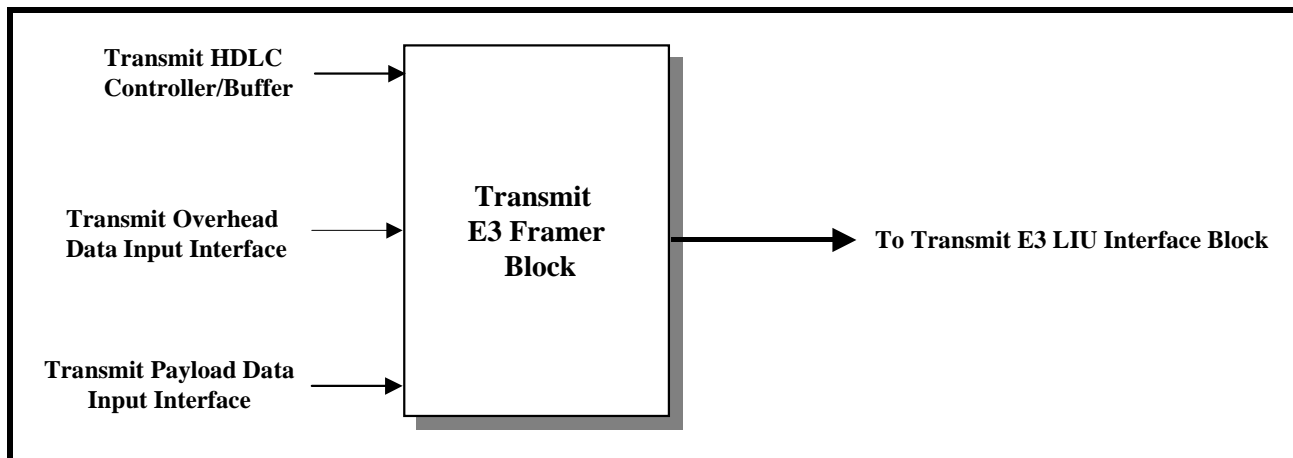 Transmit HDLC
Controller/Buffer
Transmit Overhead
Data Input Interface
Transmit Payload Data
Input Interface
Transmit
E3 Framer
Block
To Transmit E3 LIU Interface Block